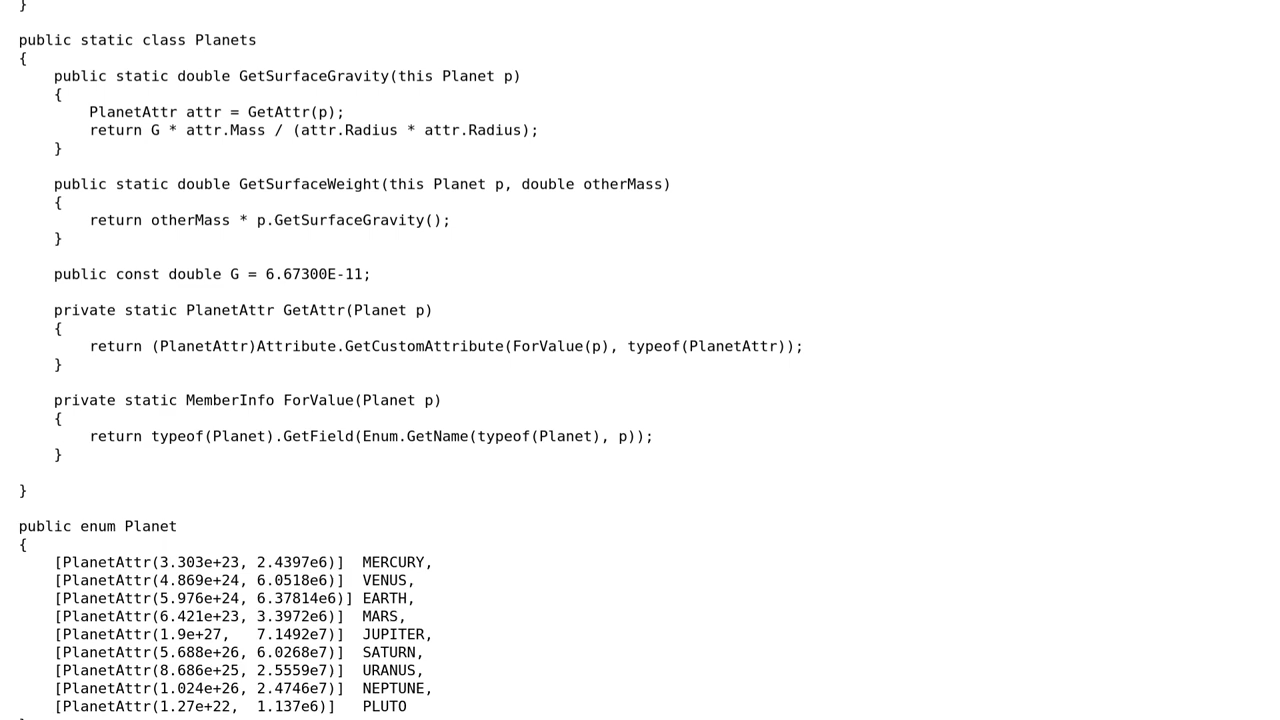 }
public static class Planets
{
    public static double GetSurfaceGravity(this Planet p)
    {
        PlanetAttr attr = GetAttr(p);
        return G * attr.Mass / (attr.Radius * attr.Radius);
    }
    public static double GetSurfaceWeight(this Planet p, double otherMass)
    {
        return otherMass * p.GetSurfaceGravity();
    }
    public const double G = 6.67300E-11;
    private static PlanetAttr GetAttr(Planet p)
    {
        return (PlanetAttr)Attribute.GetCustomAttribute(ForValue(p), typeof(PlanetAttr));
    }
    private static MemberInfo ForValue(Planet p)
    {
        return typeof(Planet).GetField(Enum.GetName(typeof(Planet), p));
    }
}
public enum Planet
{
    [PlanetAttr(3.303e+23, 2.4397e6)]  MERCURY,
    [PlanetAttr(4.869e+24, 6.0518e6)]  VENUS,
    [PlanetAttr(5.976e+24, 6.37814e6)] EARTH,
    [PlanetAttr(6.421e+23, 3.3972e6)]  MARS,
    [PlanetAttr(1.9e+27,   7.1492e7)]  JUPITER,
    [PlanetAttr(5.688e+26, 6.0268e7)]  SATURN,
    [PlanetAttr(8.686e+25, 2.5559e7)]  URANUS,
    [PlanetAttr(1.024e+26, 2.4746e7)]  NEPTUNE,
    [PlanetAttr(1.27e+22,  1.137e6)]   PLUTO